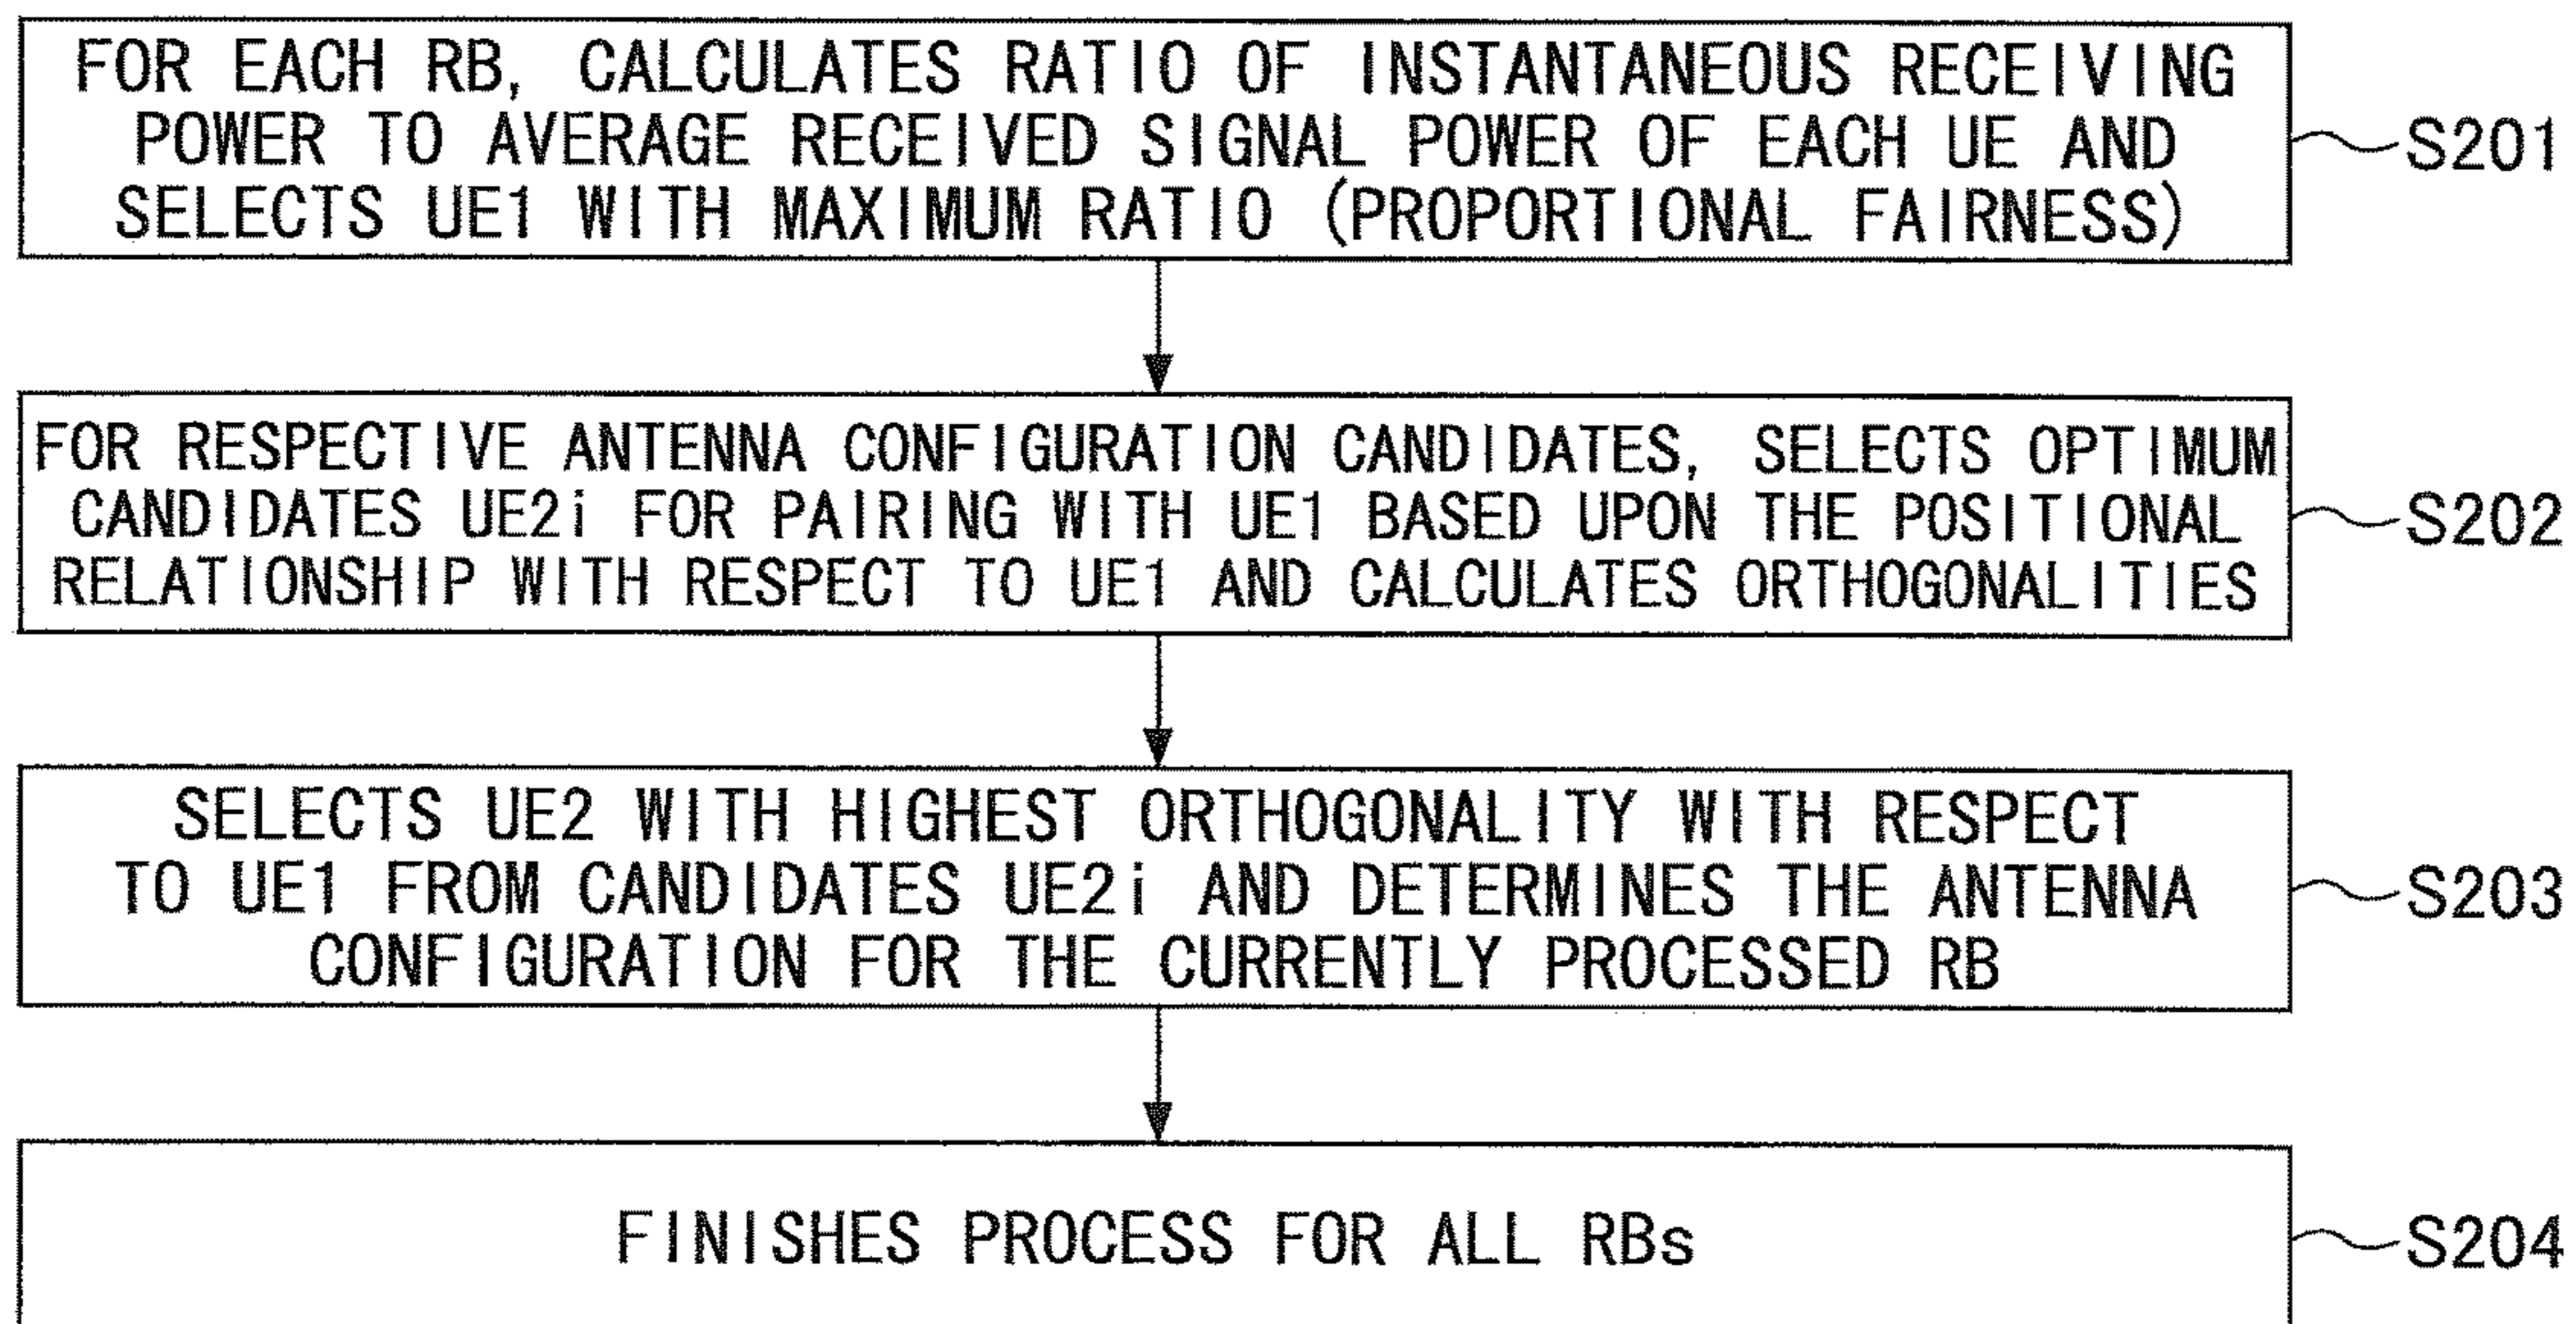 FOR EACH RB, CALCULATES RATIO OF INSTANTANEOUS RECEIVING
POWER TO AVERAGE RECEIVED SIGNAL POWER OF EACH UE AND
SELECTS UE1 WITH MAXIMUM RATIO (PROPORTIONAL FAIRNESS)
S201
FOR RESPECTIVE ANTENNA CONFIGURATION CANDIDATES, SELECTS OPTIMUM
CANDIDATES UE2i FOR PAIRING WITH UE1 BASED UPON THE POSITIONAL
RELATIONSHIP WITH RESPECT TO UE1 AND CALCULATES ORTHOGONALITIES
S202
SELECTS UE2 WITH HIGHEST ORTHOGONALITY WITH RESPECT
TO UE1 FROM CANDIDATES UE2i AND DETERMINES THE ANTENNA
CONFIGURATION FOR THE CURRENTLY PROCESSED RB
S203
FINISHES PROCESS FOR ALL RBs
S204